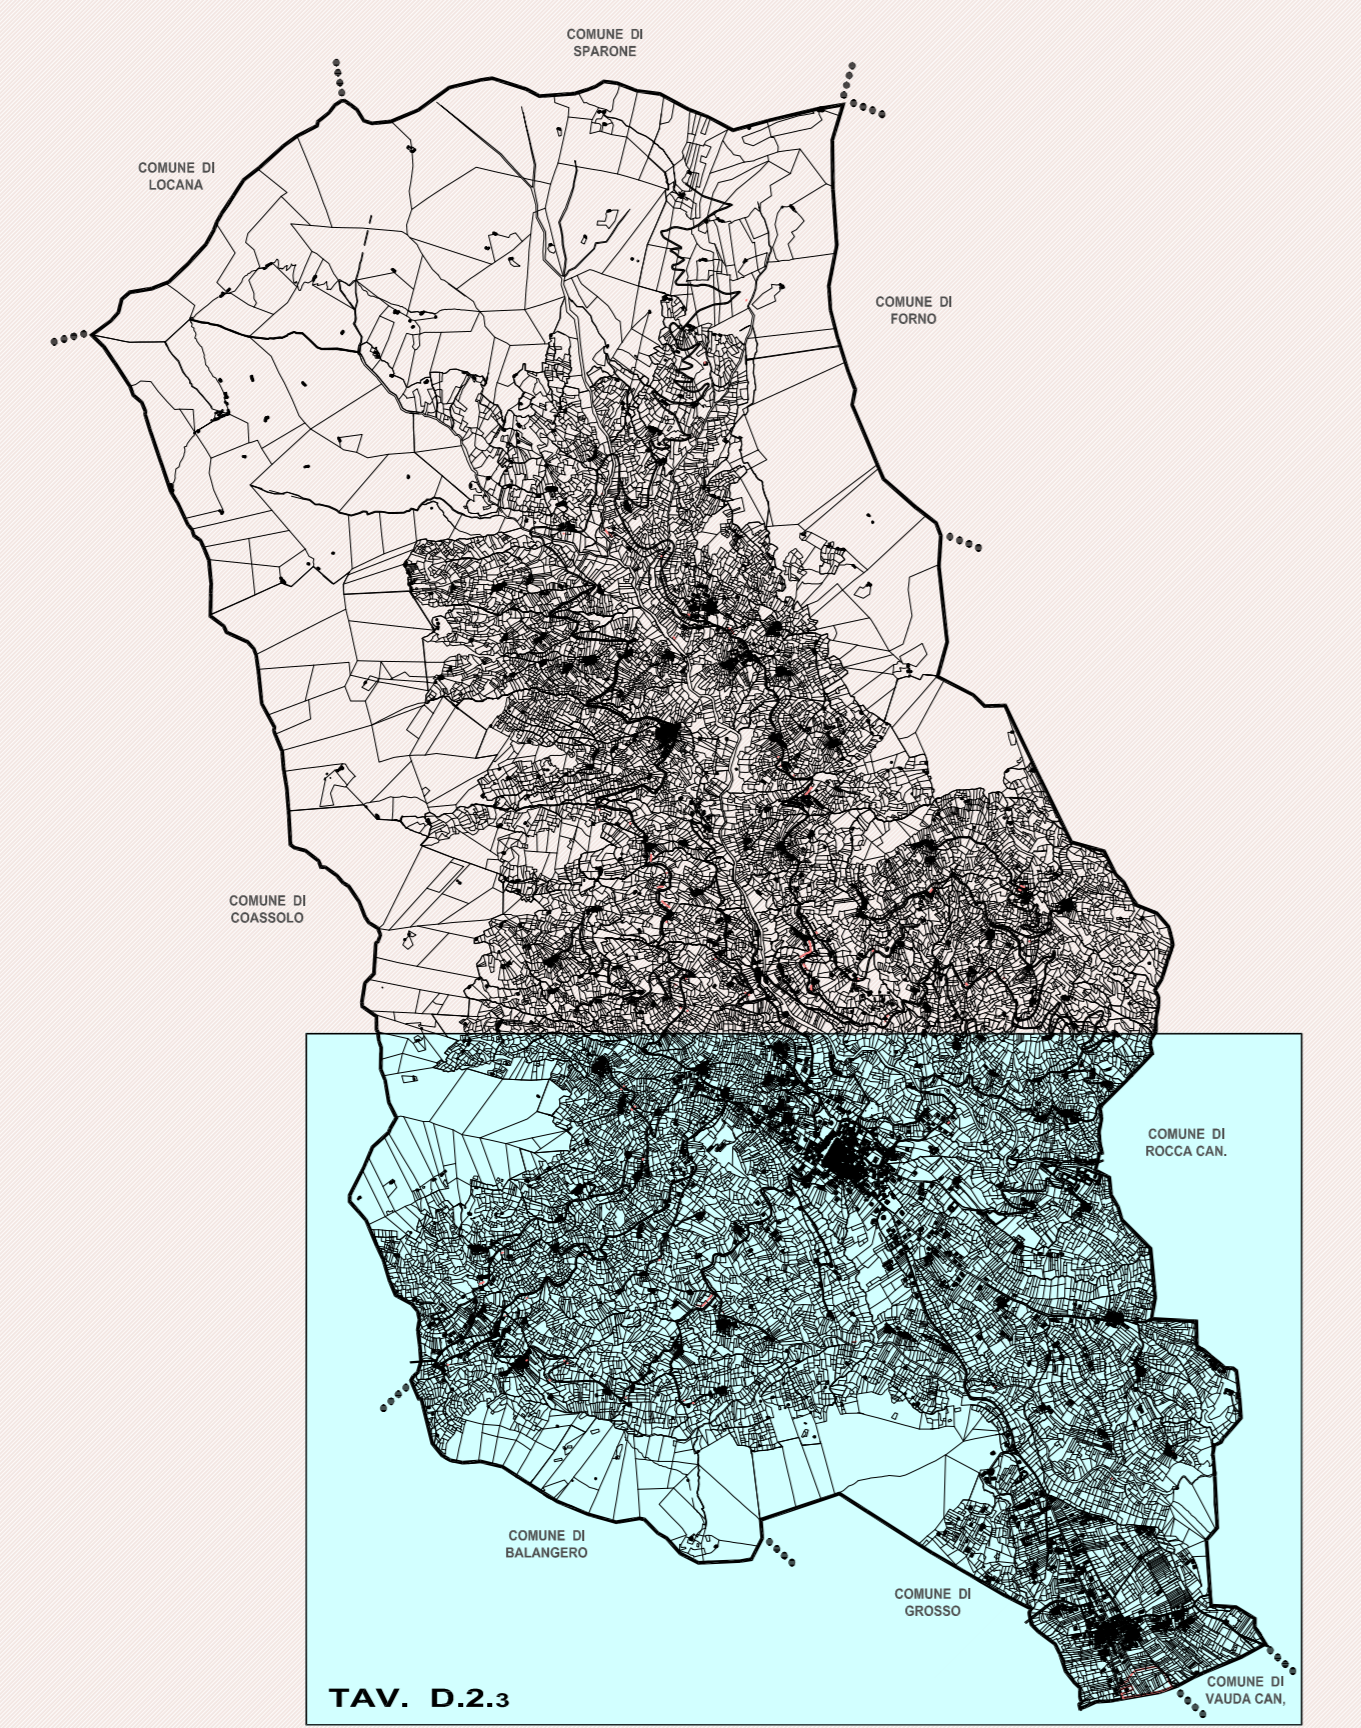 COMUNE DI
SPARONE
COMUNE DI
LOCANA
COMUNE DI
FORNO
COMUNE DI
COASSOLO
COMUNE DI
ROCCA CAN.
COMUNE DI
BALANGERO
COMUNE DI
GROSSO
COMUNE DI
VAUDA CAN,
TAV. D.2.3